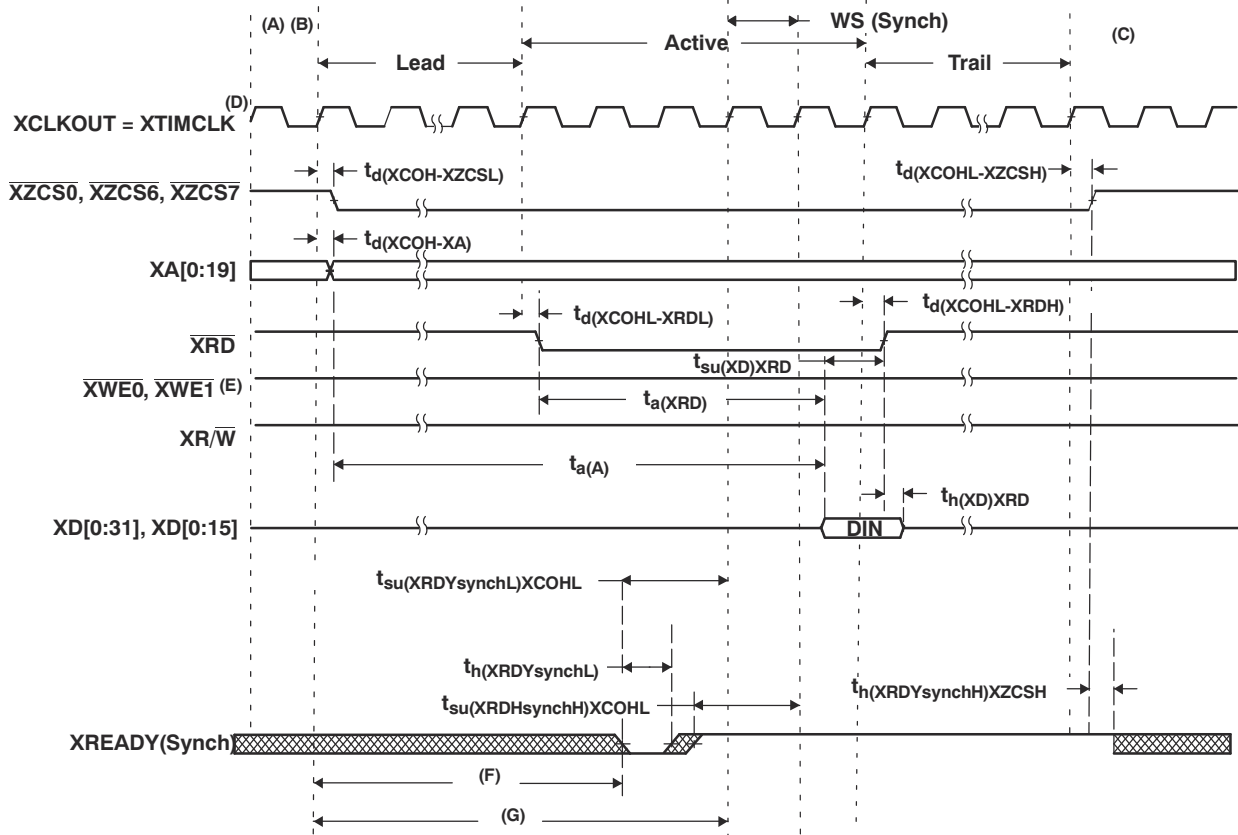 (A) (B)
WS (Synch)
(C)
Active
Lead
Trail
(D)
XCLKOUT = XTIMCLK
td(XCOH-XZCSL)
td(XCOHL-XZCSH)
XZCS0, XZCS6, XZCS7
td(XCOH-XA)
XA[0:19]
td(XCOHL-XRDL)
td(XCOHL-XRDH)
XRD
tsu(XD)XRD
XWE0, XWE1 (E)
ta(XRD)
XR/W
ta(A)
th(XD)XRD
XD[0:31], XD[0:15]
DIN
tsu(XRDYsynchL)XCOHL
th(XRDYsynchL)
th(XRDYsynchH)XZCSH
tsu(XRDHsynchH)XCOHL
XREADY(Synch)
(F)
(G)